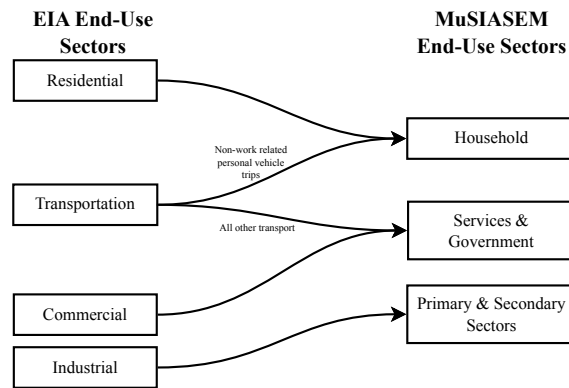 EIA End-Use
Sectors
MuSIASEM
End-Use Sectors
Residential
Non-work related
personal vehicle
trips
Household
Transportation
All other transport
Services &
Government
Commercial
Primary & Secondary
Sectors
Industrial